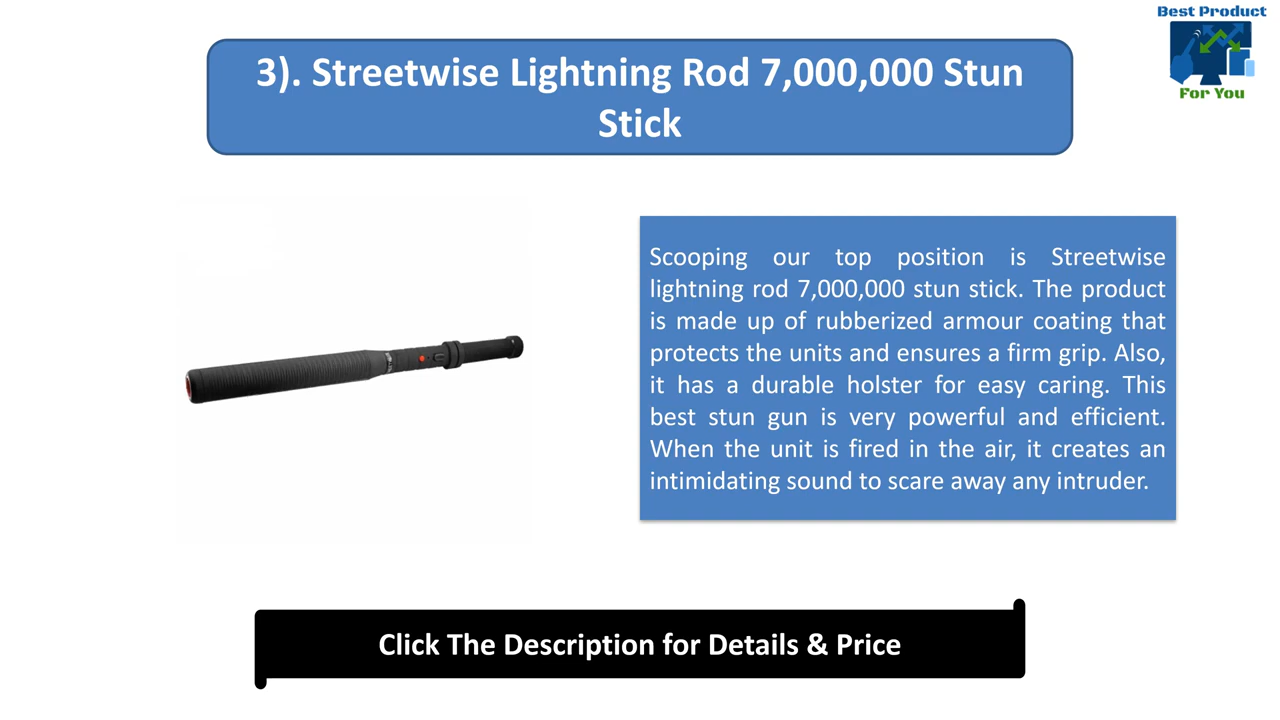 Best Product
For You
3). Streetwise Lightning Rod 7,000,000 Stun
Stick
Scooping our top position is Streetwise
lightning rod 7,000,000 stun stick. The product
is made up of rubberized armour coating that
protects the units and ensures a firm grip. Also,
it has a durable holster for easy caring. This
best stun gun is very powerful and efficient.
When the unit is fired in the air, it creates an
intimidating sound to scare away any intruder.
Click The Description for Details & Price